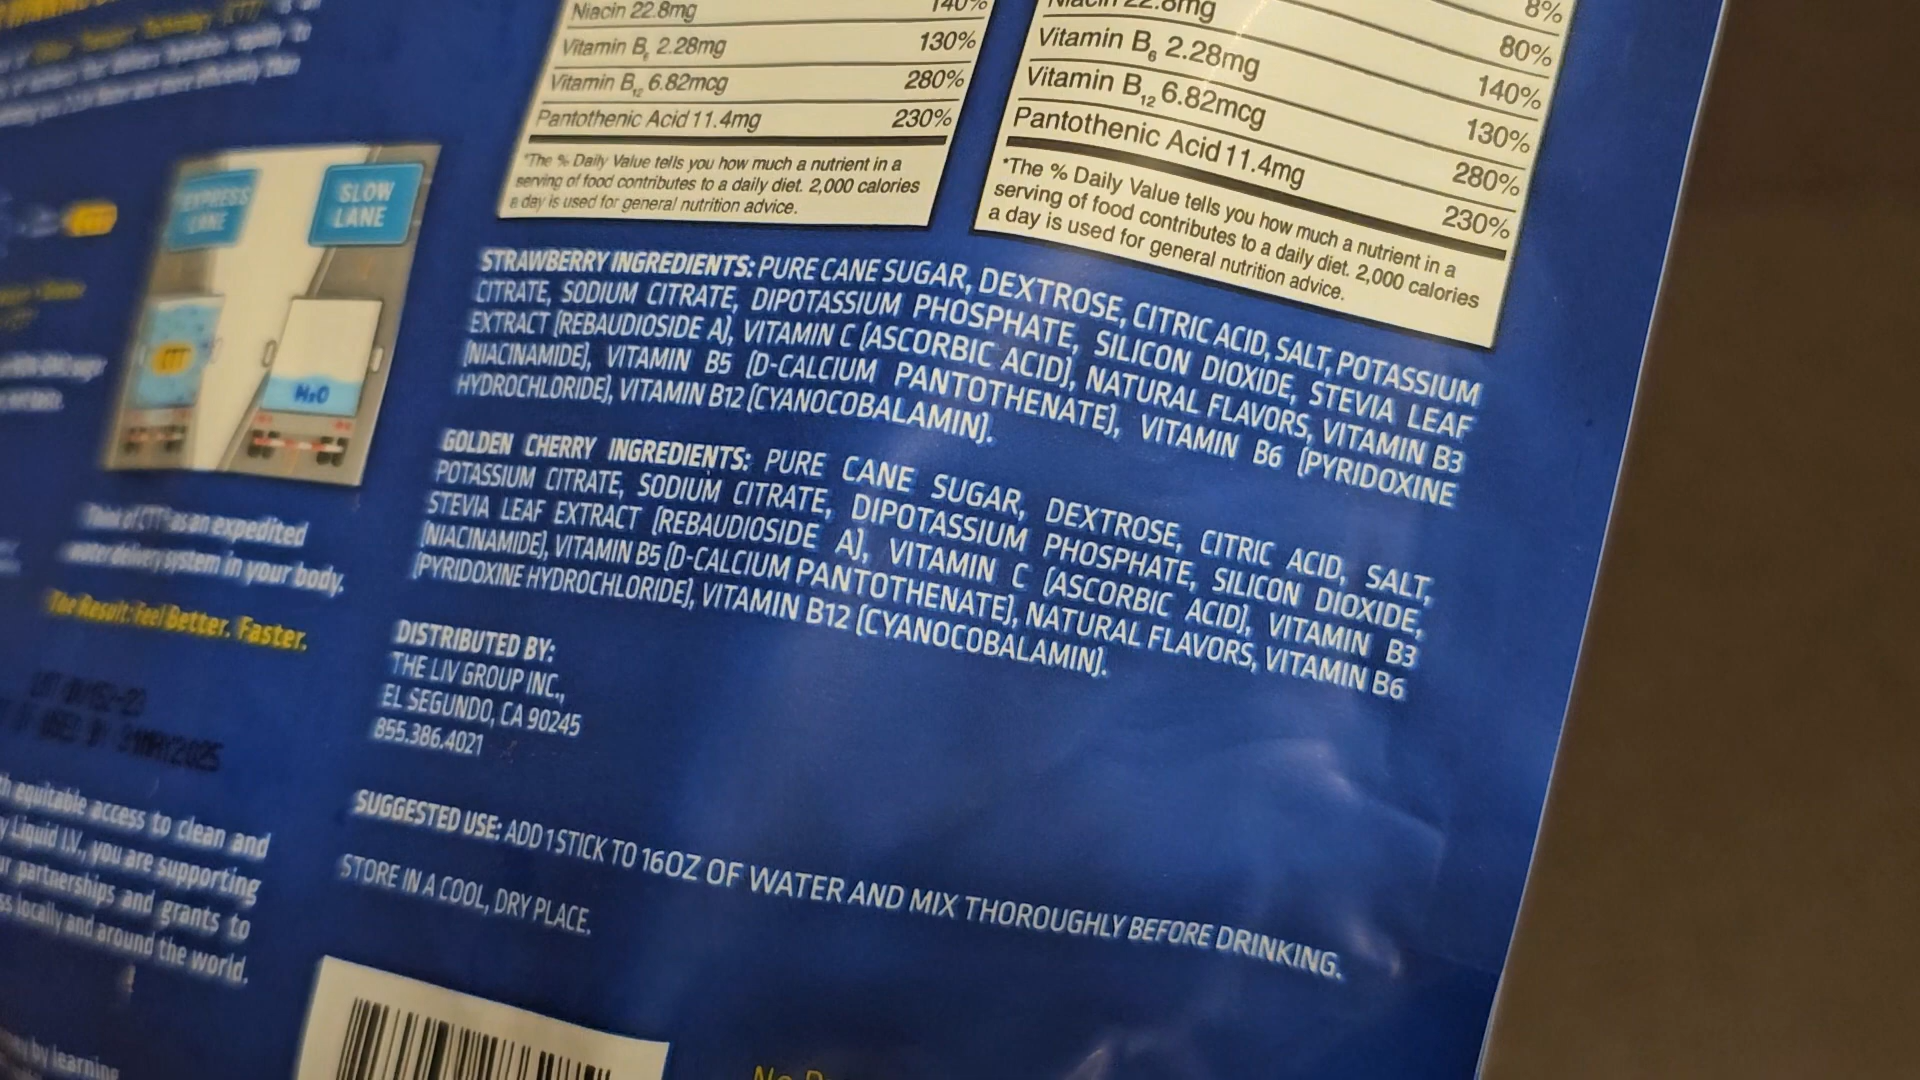 Niacin 22.8mg 140%
Vitamin B6 2.28mg 130%
Vitamin B12 6.82mcg 280%
Pantothenic Acid 11.4mg 230%
*The % Daily Value tells you how much a nutrient in a
serving of food contributes to a daily diet. 2,000 calories
a day is used for general nutrition advice.
8%
80%
Niacin 22.8mg 140%
Vitamin B6 2.28mg 130%
Vitamin B12 6.82mcg 280%
Pantothenic Acid 11.4mg 230%
*The % Daily Value tells you how much a nutrient in a
serving of food contributes to a daily diet. 2,000 calories
a day is used for general nutrition advice.
EXPRESS
LANE
SLOW
LANE
CTT
H2O
Think of CTT as an expedited
water delivery system in your body.
The Result: Feel Better. Faster.
STRAWBERRY INGREDIENTS: PURE CANE SUGAR, DEXTROSE, CITRIC ACID, SALT, POTASSIUM
CITRATE, SODIUM CITRATE, DIPOTASSIUM PHOSPHATE, SILICON DIOXIDE, STEVIA LEAF
EXTRACT (REBAUDIOSIDE A), VITAMIN C (ASCORBIC ACID), NATURAL FLAVORS, VITAMIN B3
(NIACINAMIDE), VITAMIN B5 (D-CALCIUM PANTOTHENATE), VITAMIN B6 (PYRIDOXINE
HYDROCHLORIDE), VITAMIN B12 (CYANOCOBALAMIN).
GOLDEN CHERRY INGREDIENTS: PURE CANE SUGAR, DEXTROSE, CITRIC ACID, SALT,
POTASSIUM CITRATE, SODIUM CITRATE, DIPOTASSIUM PHOSPHATE, SILICON DIOXIDE,
STEVIA LEAF EXTRACT (REBAUDIOSIDE A), VITAMIN C (ASCORBIC ACID), VITAMIN B3
(NIACINAMIDE), VITAMIN B5 (D-CALCIUM PANTOTHENATE), NATURAL FLAVORS, VITAMIN B6
(PYRIDOXINE HYDROCHLORIDE), VITAMIN B12 (CYANOCOBALAMIN).
DISTRIBUTED BY:
THE LIV GROUP INC.,
EL SEGUNDO, CA 90245
855.386.4021
equitable access to clean and
Liquid I.V., you are supporting
partnerships and grants to
locally and around the world.
by learning
SUGGESTED USE: ADD 1 STICK TO 16OZ OF WATER AND MIX THOROUGHLY BEFORE DRINKING.
STORE IN A COOL, DRY PLACE.
No